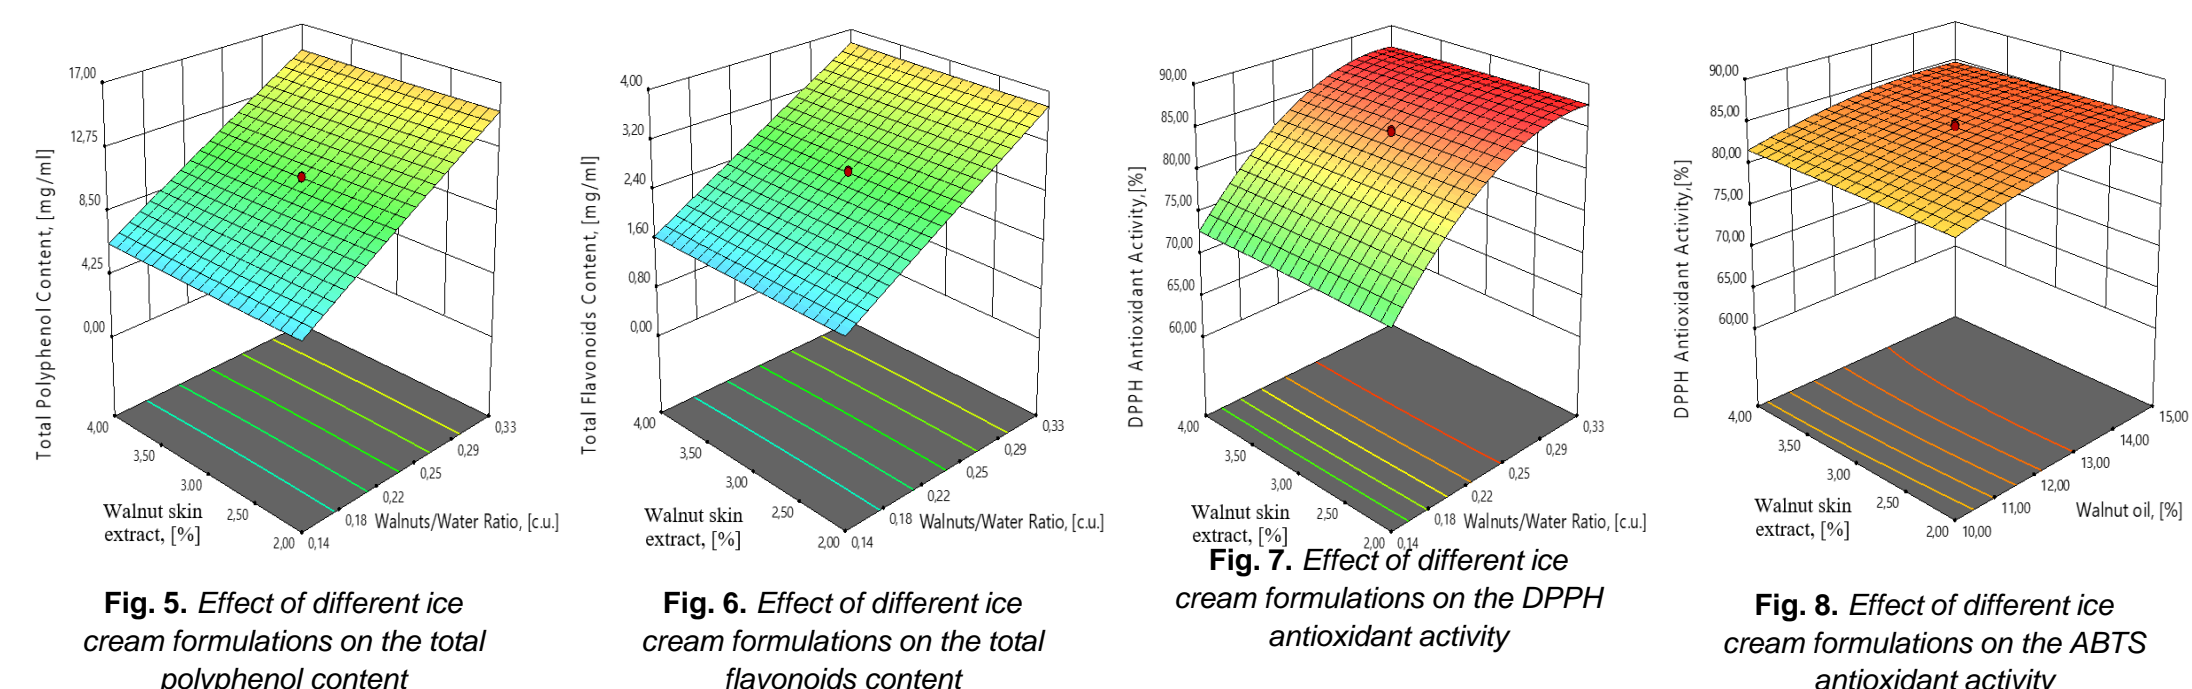 Total Polyphenol Content, [mg/ml]
17,00
12,75
8,50
4,25
0,00
4,00
3,50
3.00
2,50
2,00
Walnut skin
extract, [%]
0,14
0,18
0,22
0,25
0,29
0,33
Walnuts/Water Ratio, [c.u.]
Fig. 5. Effect of different ice
cream formulations on the total
polyphenol content
Total Flavonoids Content, [mg/ml]
4,00
3,20
2,40
1,60
0,80
0,00
4,00
3,50
3,00
2,50
2,00
Walnut skin
extract, [%]
0,14
0,18
0,22
0,25
0,29
0,33
Walnuts/Water Ratio, [c.u.]
Fig. 6. Effect of different ice
cream formulations on the total
flavonoids content
DPPH Antioxidant Activity,[%]
90,00
85,00
80,00
75,00
70,00
65,00
60,00
4,00
3,50
3,00
2,50
2,00
Walnut skin
extract, [%]
0,14
0,18
0,22
0,25
0,29
0,33
Walnuts/Water Ratio, [c.u.]
Fig. 7. Effect of different ice
cream formulations on the DPPH
antioxidant activity
DPPH Antioxidant Activity,[%]
90,00
85,00
80,00
75,00
70,00
65,00
60,00
4,00
3,50
3,00
2,50
2,00
Walnut skin
extract, [%]
10,00
11,00
12,00
13,00
14,00
15,00
Walnut oil, [%]
Fig. 8. Effect of different ice
cream formulations on the ABTS
antioxidant activity